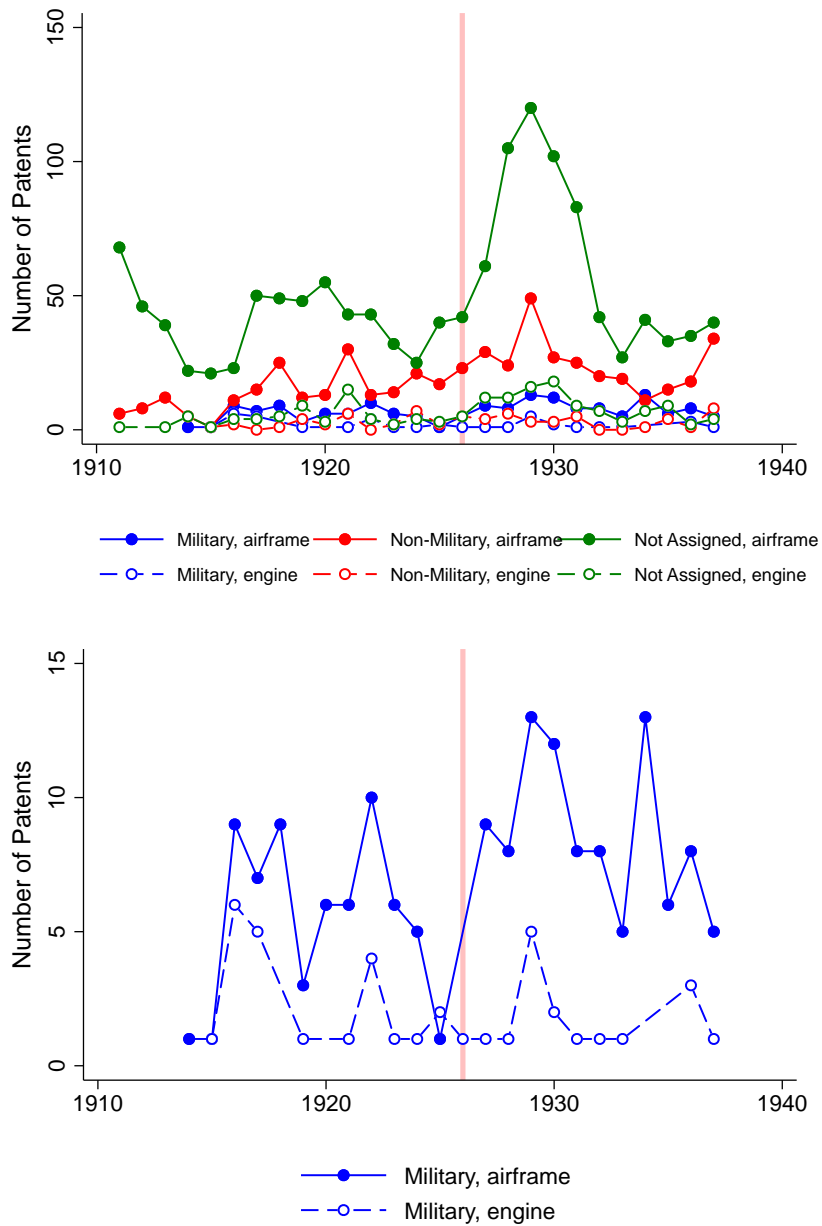 150
100
50
0
Number of Patents
1910 1920 1930 1940
Military, airframe Non-Military, airframe Not Assigned, airframe
Military, engine Non-Military, engine Not Assigned, engine
15
10
5
0
Number of Patents
1910 1920 1930 1940
Military, airframe
Military, engine